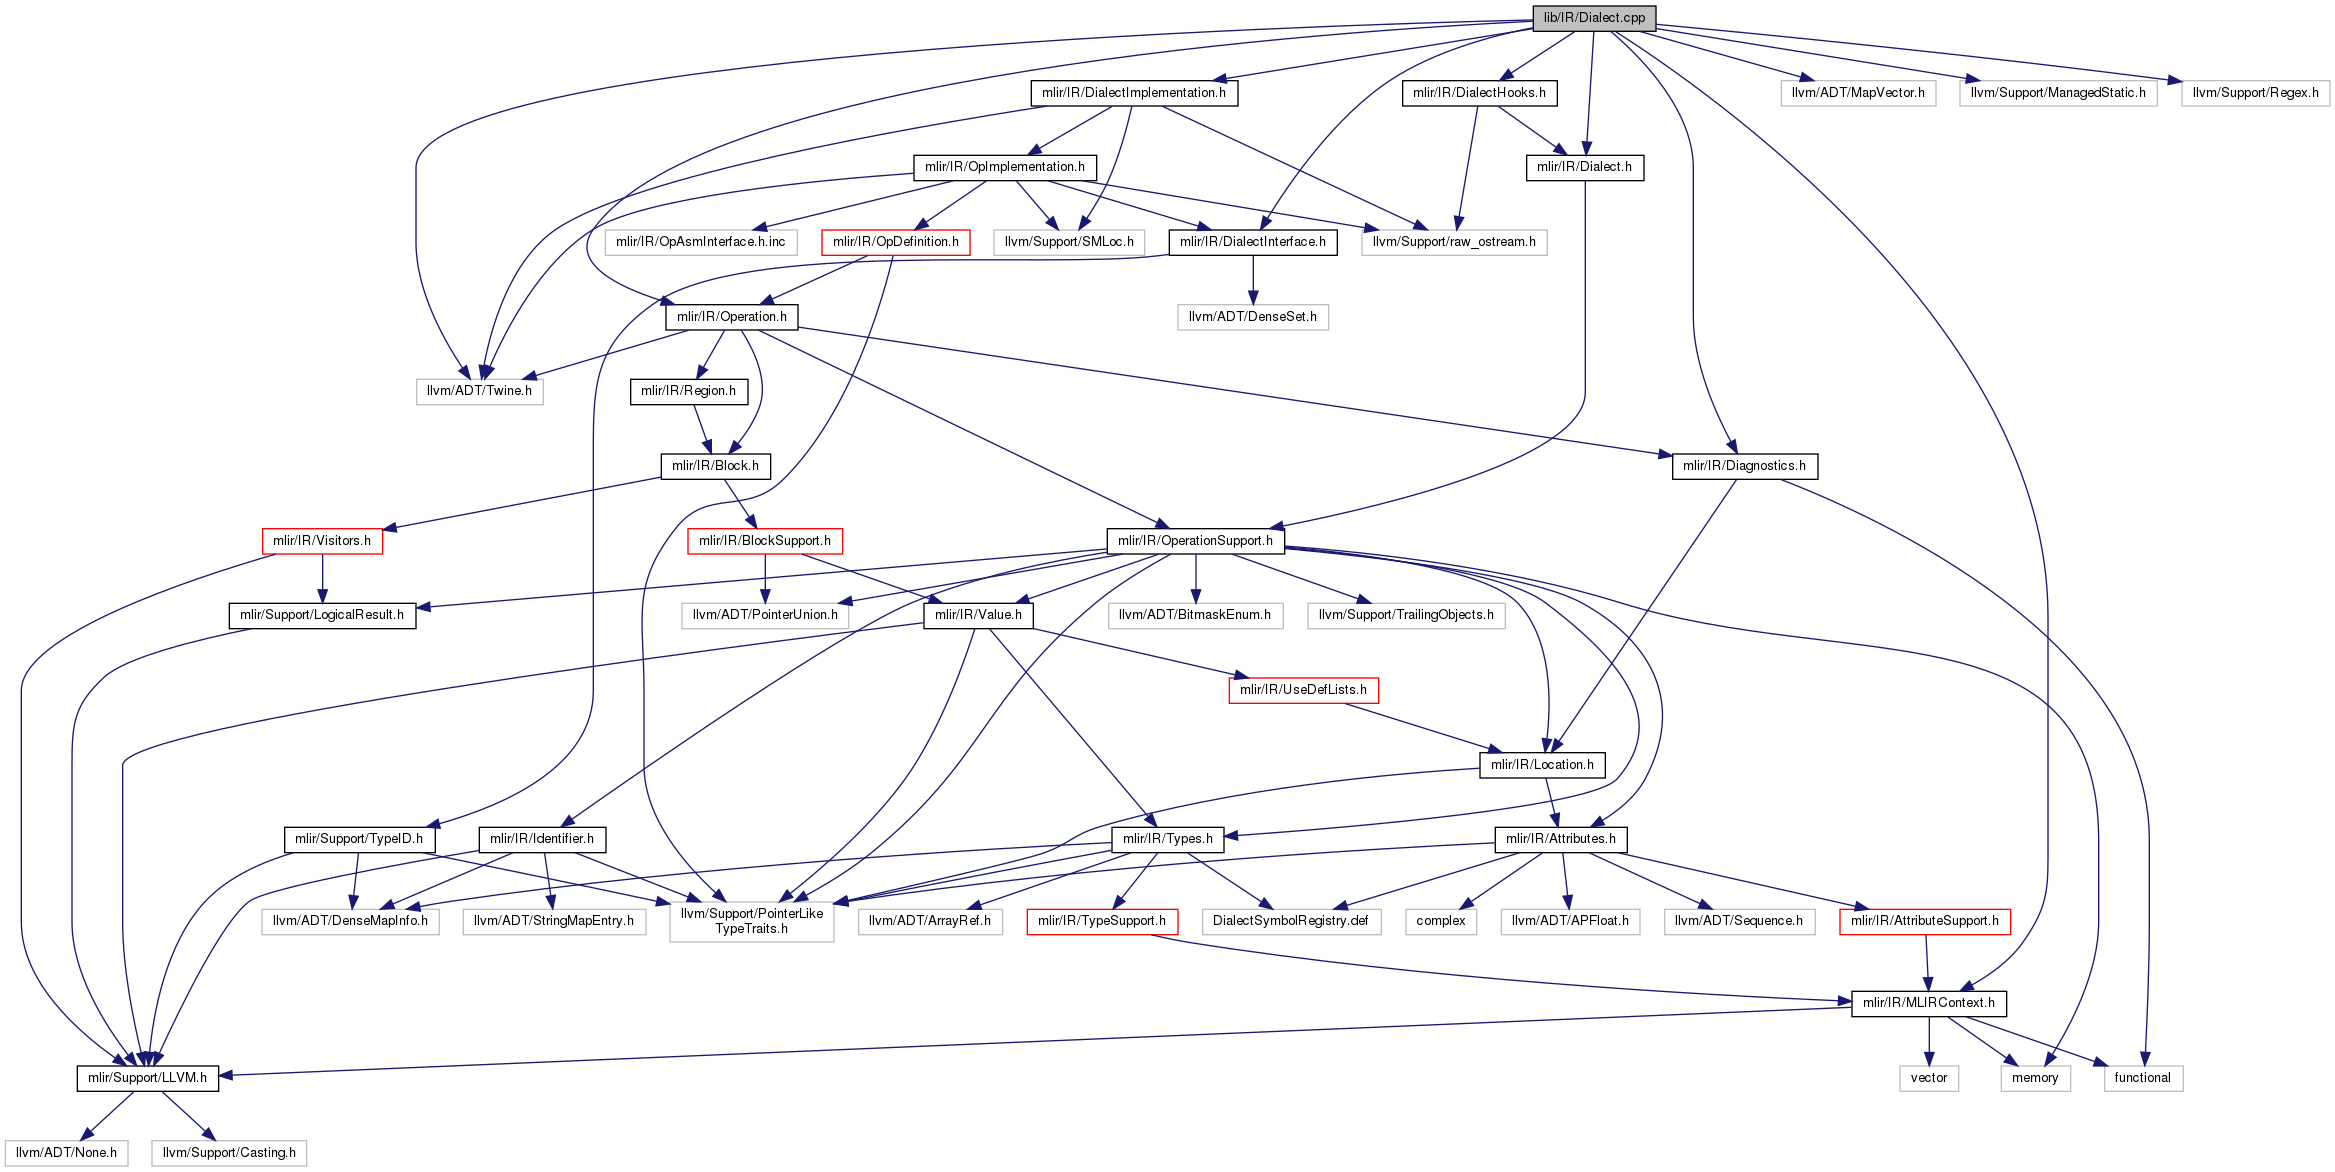 lib/IR/Dialect.cpp
mlir/IR/DialectImplementation.h
mlir/IR/DialectHooks.h
llvm/ADT/MapVector.h
llvm/Support/ManagedStatic.h
llvm/Support/Regex.h
mlir/IR/OpImplementation.h
mlir/IR/Dialect.h
mlir/IR/OpAsmInterface.h.inc
mlir/IR/OpDefinition.h
llvm/Support/SMLoc.h
mlir/IR/DialectInterface.h
llvm/Support/raw_ostream.h
mlir/IR/Operation.h
llvm/ADT/DenseSet.h
llvm/ADT/Twine.h
mlir/IR/Region.h
mlir/IR/Block.h
mlir/IR/Diagnostics.h
mlir/IR/Visitors.h
mlir/IR/BlockSupport.h
mlir/IR/OperationSupport.h
mlir/Support/LogicalResult.h
llvm/ADT/PointerUnion.h
mlir/IR/Value.h
llvm/ADT/BitmaskEnum.h
llvm/Support/TrailingObjects.h
mlir/IR/UseDefLists.h
mlir/IR/Location.h
mlir/Support/TypeID.h
mlir/IR/Identifier.h
mlir/IR/Types.h
mlir/IR/Attributes.h
llvm/ADT/DenseMapInfo.h
llvm/ADT/StringMapEntry.h
llvm/Support/PointerLike
TypeTraits.h
llvm/ADT/ArrayRef.h
mlir/IR/TypeSupport.h
DialectSymbolRegistry.def
complex
llvm/ADT/APFloat.h
llvm/ADT/Sequence.h
mlir/IR/AttributeSupport.h
mlir/IR/MLIRContext.h
mlir/Support/LLVM.h
vector
memory
functional
llvm/ADT/None.h
llvm/Support/Casting.h